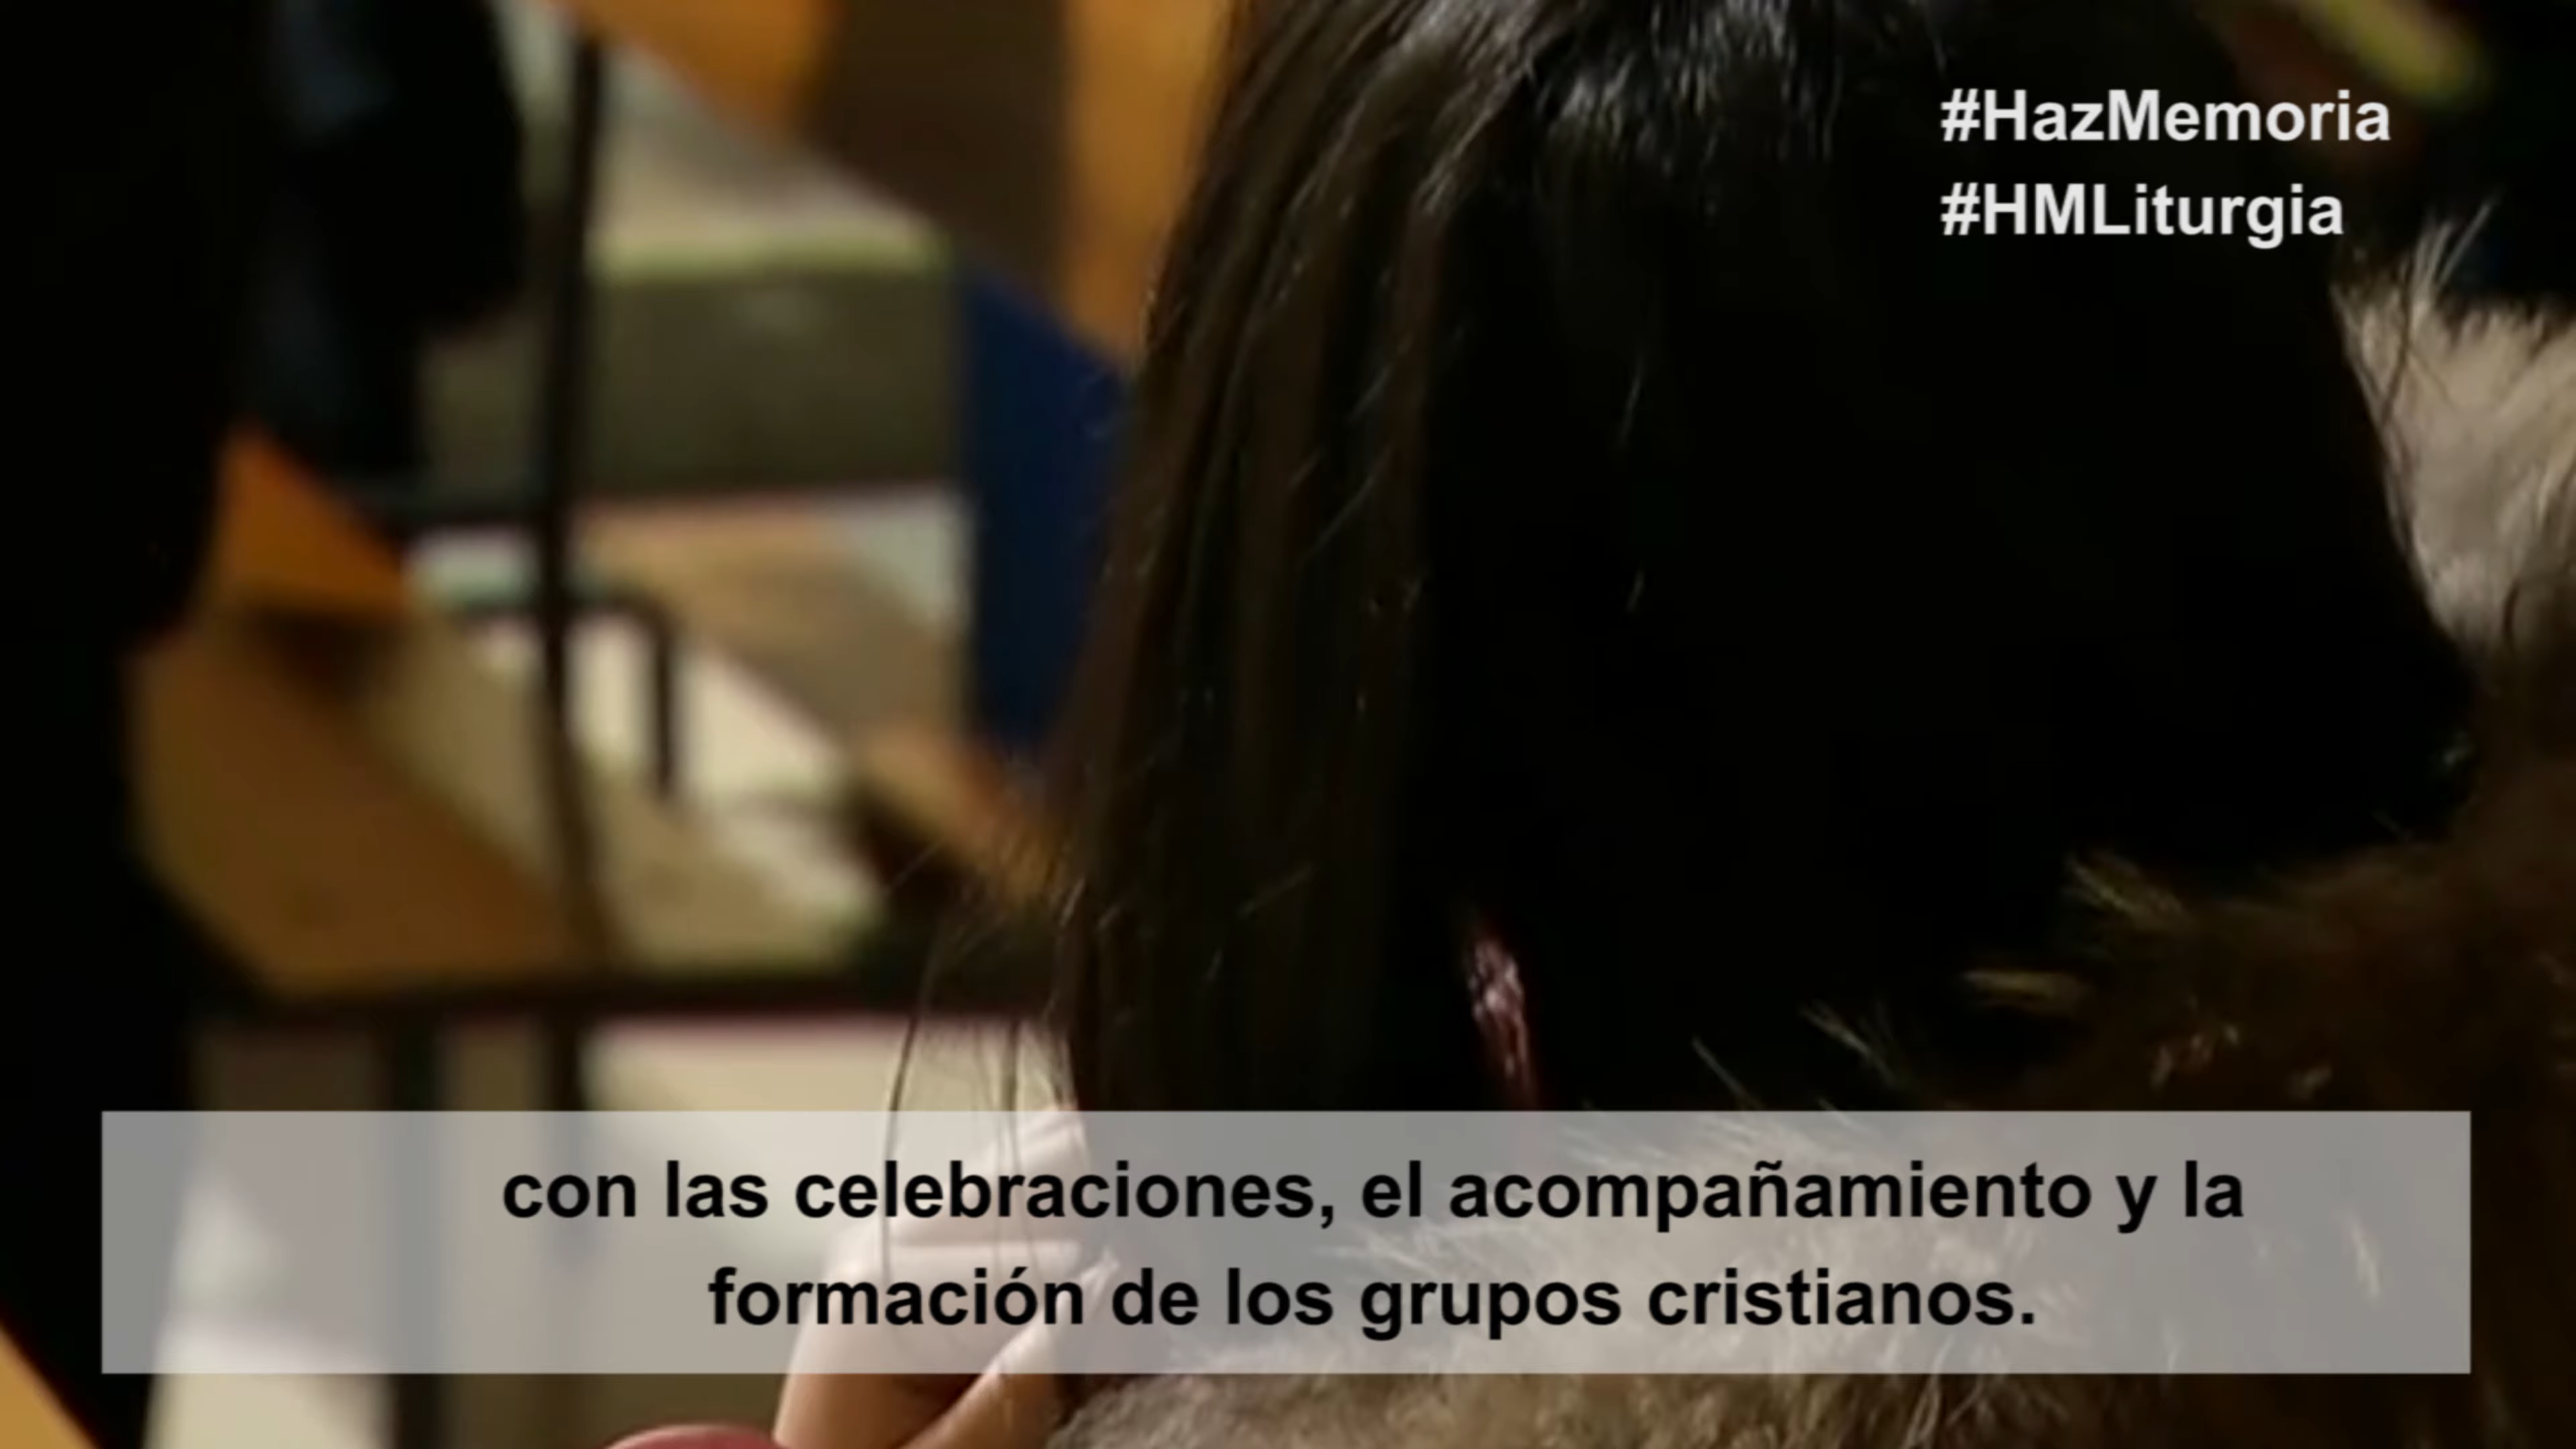 #HazMemoria
#HMLiturgia
con las celebraciones, el acompañamiento y la
formación de los grupos cristianos.